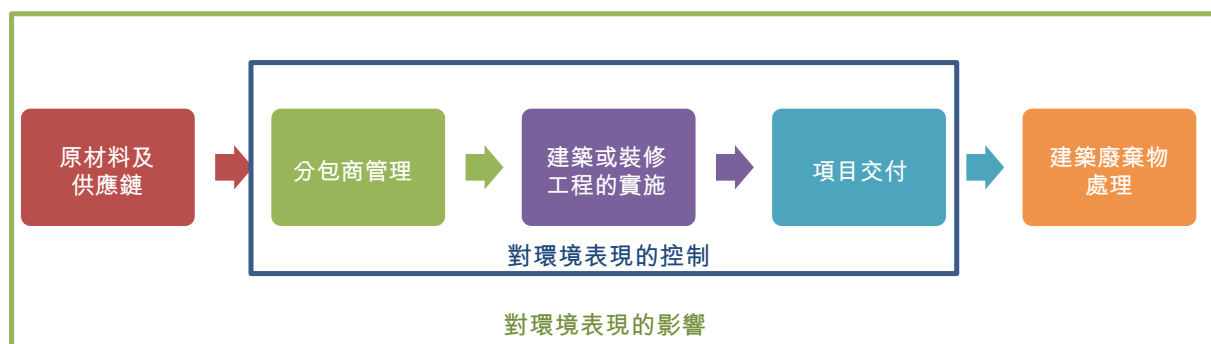 原材料及
供應鏈
分包商管理
建築或裝修
工程的實施
項目交付
建築廢棄物
處理
對環境表現的控制
對環境表現的影響